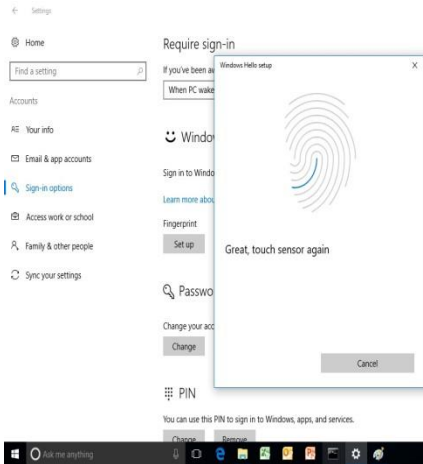 Settings
Home
Find a setting
Accounts
Your info
Email & app accounts
Sign-in options
Access work or school
Family & other people
Sync your settings
Require sign-in
If you've been aw
When PC wake
Windo
Sign in to Windo
Learn more abou
Fingerprint
Set up
Passwo
Change your acc
Change
PIN
You can use this PIN to sign in to Windows, apps, and services.
Change Remove
Windows Hello setup X
Great, touch sensor again
Cancel
Ask me anything